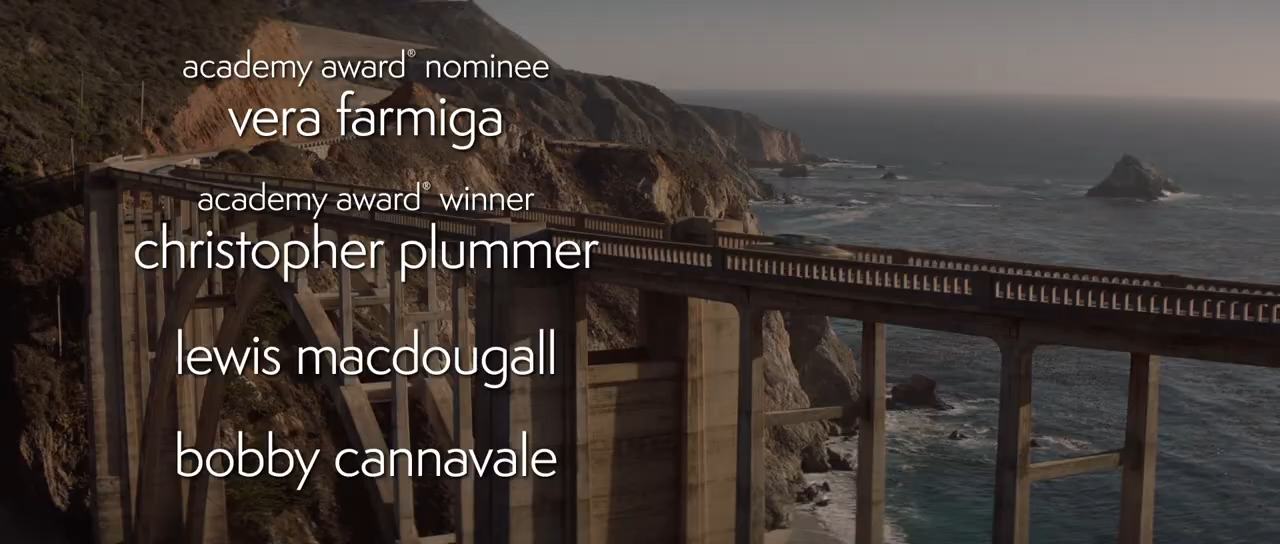 academy award® nominee
vera farmiga
academy award® winner
christopher plummer
lewis macdougall
bobby cannavale